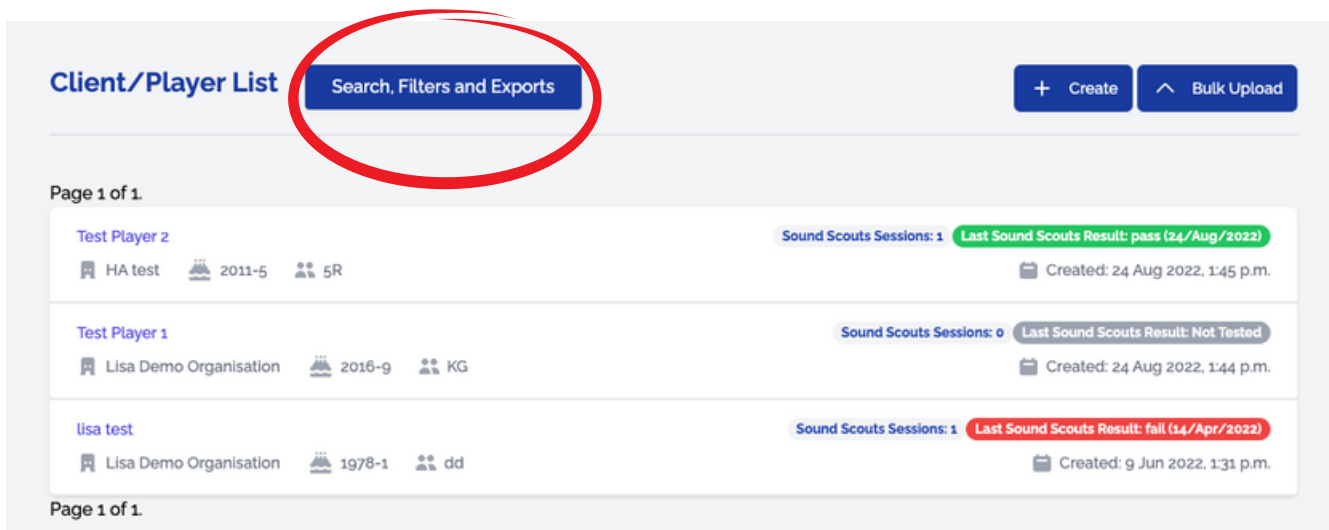 Client/Player List Search, Filters and Exports + Create Bulk Upload
Page 1 of 1.
Test Player 2 Sound Scouts Sessions: 1 Last Sound Scouts Result: pass (24/Aug/2022)
HA test 2011-5 5R Created: 24 Aug 2022, 1:45 p.m.
Test Player 1 Sound Scouts Sessions: 0 Last Sound Scouts Result: Not Tested
Lisa Demo Organisation 2016-9 KG Created: 24 Aug 2022, 1:44 p.m.
lisa test Sound Scouts Sessions: 1 Last Sound Scouts Result: fail (14/Apr/2022)
Lisa Demo Organisation 1978-1 dd Created: 9 Jun 2022, 1:31 p.m.
Page 1 of 1.